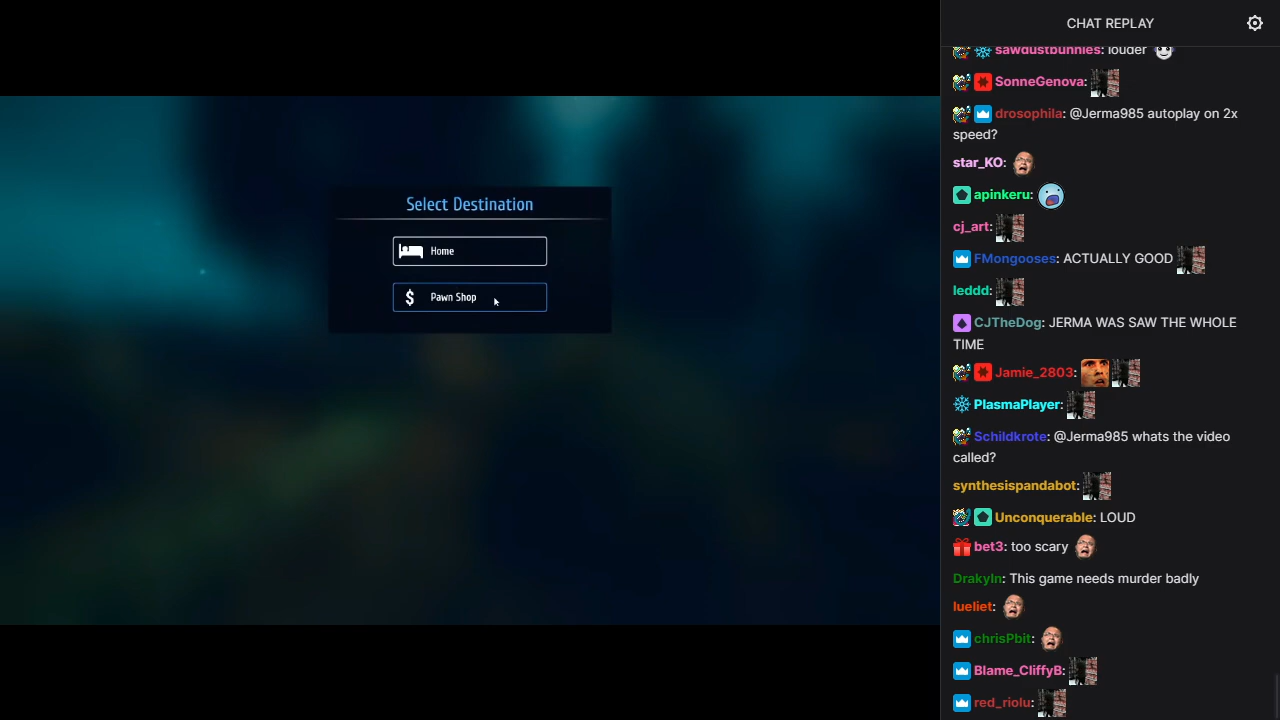 Select Destination
Home
$ Pawn Shop
CHAT REPLAY
sawdustbunnies: louder
SonneGenova:
drosophila: @Jerma985 autoplay on 2x
speed?
star_KO:
apinkeru:
cj_art:
FMongooses: ACTUALLY GOOD
leddd:
CJTheDog: JERMA WAS SAW THE WHOLE
TIME
Jamie_2803:
PlasmaPlayer:
Schildkrote: @Jerma985 whats the video
called?
synthesispandabot:
Unconquerable: LOUD
bet3: too scary
DrakyIn: This game needs murder badly
lueliet:
chrisPbit:
Blame_CliffyB:
red_riolu: